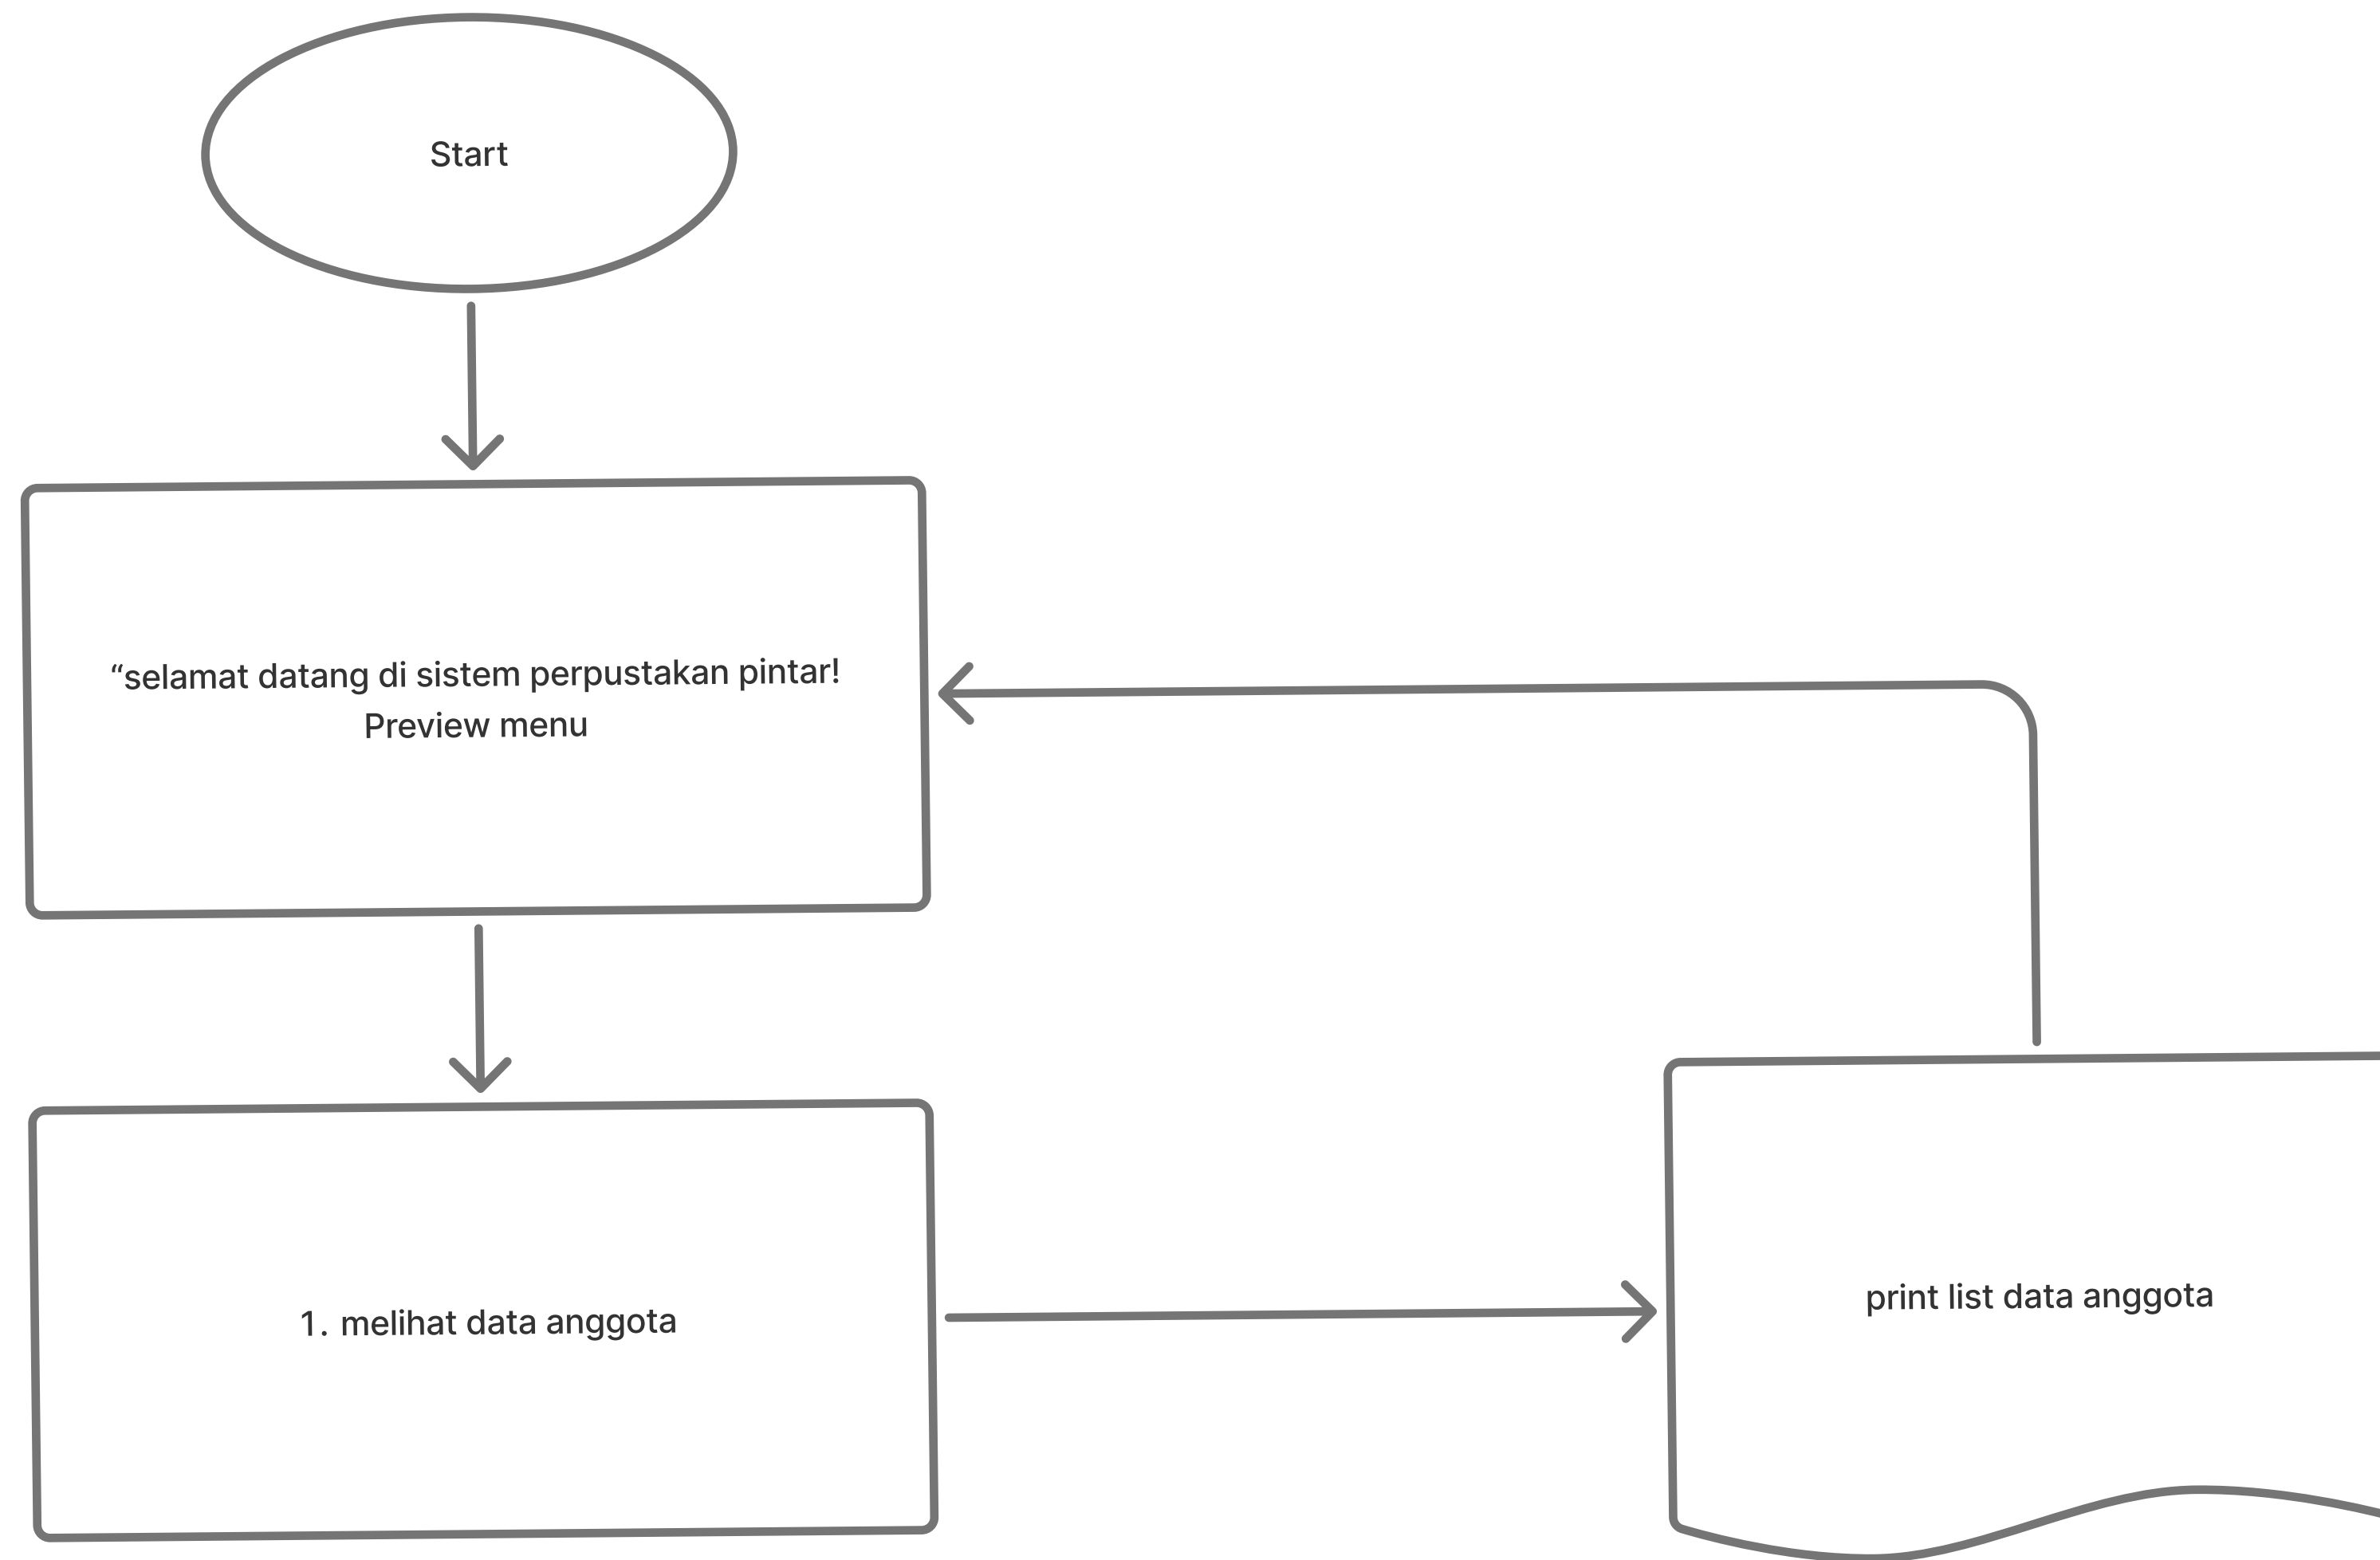 Start
“selamat datang di sistem perpustakan pintar!
Preview menu
1. melihat data anggota
print list data anggota